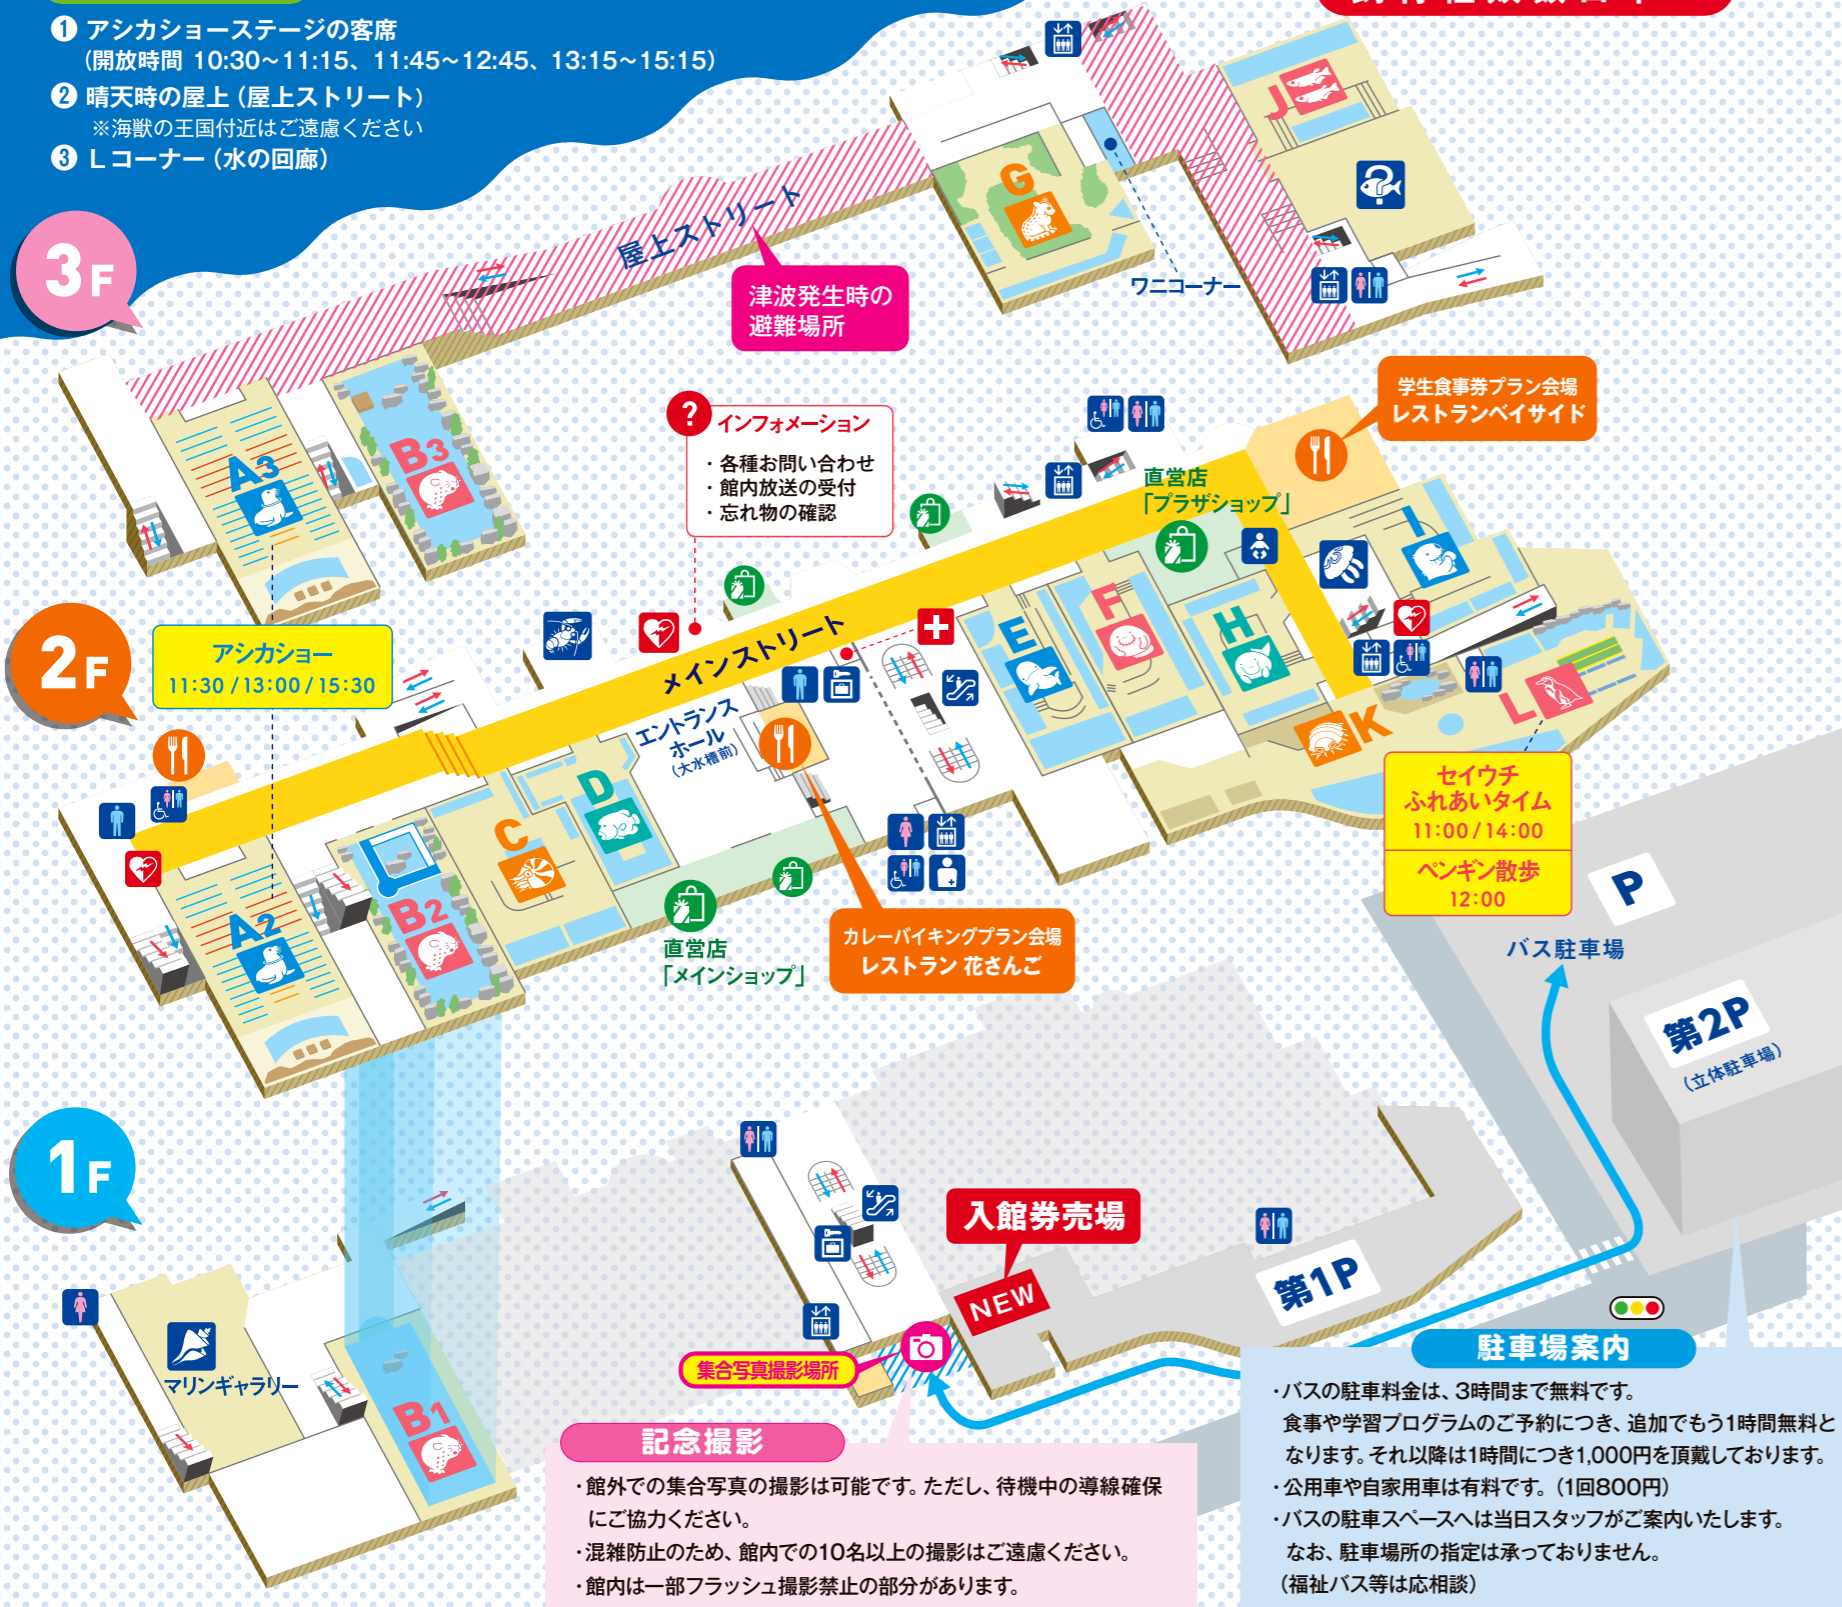 ❶ アシカショーステージの客席
(開放時間 10:30～11:15、11:45～12:45、13:15～15:15)
❷ 晴天時の屋上（屋上ストリート）
※海獣の王国付近はご遠慮ください
❸ Lコーナー（水の回廊）
3F
屋上ストリート
津波発生時の
避難場所
G
J
ワニコーナー
A3
B3
学生食事券プラン会場
レストランベイサイド
?
インフォメーション
・各種お問い合わせ
・館内放送の受付
・忘れ物の確認
直営店
「プラザショップ」
2F
アシカショー
11:30 / 13:00 / 15:30
メインストリート
エントランス
ホール
（大水槽前）
A2
B2
C
D
E
F
H
I
K
L
セイウチ
ふれあいタイム
11:00 / 14:00
ペンギン散歩
12:00
直営店
「メインショップ」
カレーバイキングプラン会場
レストラン 花さんご
P
バス駐車場
第2P
（立体駐車場）
1F
マリンギャラリー
B1
入館券売場
NEW
第1P
集合写真撮影場所
記念撮影
・館外での集合写真の撮影は可能です。ただし、待機中の導線確保
にご協力ください。
・混雑防止のため、館内での10名以上の撮影はご遠慮ください。
・館内は一部フラッシュ撮影禁止の部分があります。
駐車場案内
・バスの駐車料金は、3時間まで無料です。
食事や学習プログラムのご予約につき、追加でもう1時間無料と
なります。それ以降は1時間につき1,000円を頂戴しております。
・公用車や自家用車は有料です。（1回800円）
・バスの駐車スペースへは当日スタッフがご案内いたします。
なお、駐車場所の指定は承っておりません。
（福祉バス等は応相談）